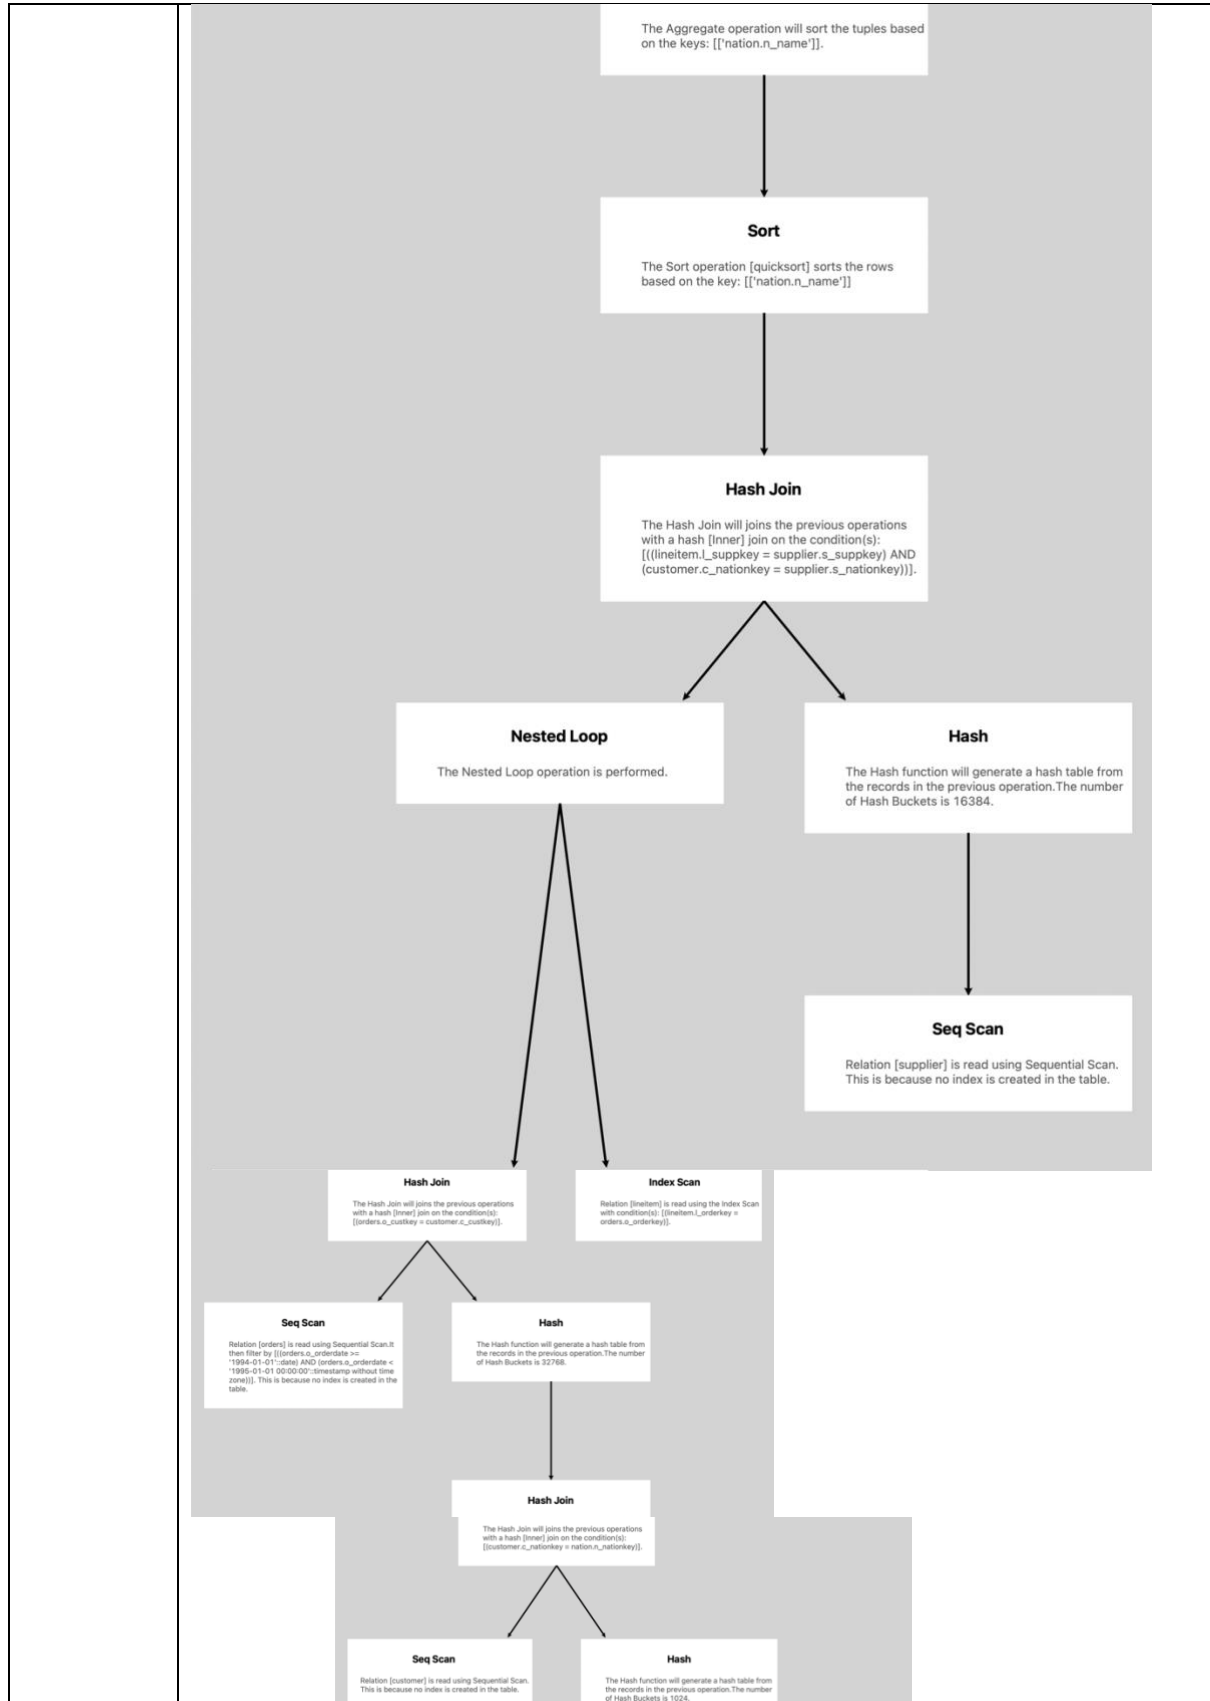 The Aggregate operation will sort the tuples based
on the keys: [['nation.n_name']].
Sort
The Sort operation [quicksort] sorts the rows
based on the key: [['nation.n_name']]
Hash Join
The Hash Join will joins the previous operations
with a hash [Inner] join on the condition(s):
[((lineitem.l_suppkey = supplier.s_suppkey) AND
(customer.c_nationkey = supplier.s_nationkey))].
Nested Loop
The Nested Loop operation is performed.
Hash
The Hash function will generate a hash table from
the records in the previous operation.The number
of Hash Buckets is 16384.
Seq Scan
Relation [supplier] is read using Sequential Scan.
This is because no index is created in the table.
Hash Join
The Hash Join will joins the previous operations
with a hash [Inner] join on the condition(s):
[(orders.o_custkey = customer.c_custkey)].
Index Scan
Relation [lineitem] is read using the Index Scan
with condition(s): [(lineitem.l_orderkey =
orders.o_orderkey)].
Seq Scan
Relation [orders] is read using Sequential Scan.It
then filter by [((orders.o_orderdate >=
'1994-01-01'::date) AND (orders.o_orderdate <
'1995-01-01 00:00:00'::timestamp without time
zone))]. This is because no index is created in the
table.
Hash
The Hash function will generate a hash table from
the records in the previous operation.The number
of Hash Buckets is 32768.
Hash Join
The Hash Join will joins the previous operations
with a hash [Inner] join on the condition(s):
[(customer.c_nationkey = nation.n_nationkey)].
Seq Scan
Relation [customer] is read using Sequential Scan.
This is because no index is created in the table.
Hash
The Hash function will generate a hash table from
the records in the previous operation.The number
of Hash Buckets is 1024.